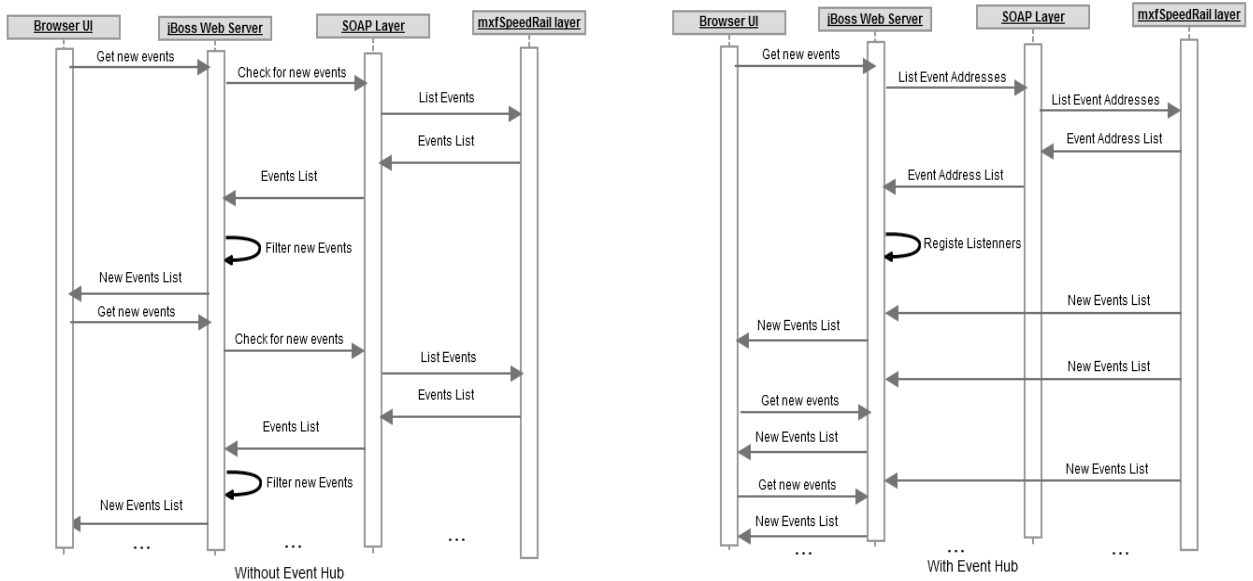 Browser UI
jBoss Web Server
SOAP Layer
mxfSpeedRail layer
Get new events
Check for new events
List Events
Events List
Events List
Filter new Events
New Events List
Get new events
Check for new events
List Events
Events List
Events List
Filter new Events
New Events List
...
...
...
Without Event Hub
Browser UI
jBoss Web Server
SOAP Layer
mxfSpeedRail layer
Get new events
List Event Addresses
List Event Addresses
Event Address List
Event Address List
Registe Listenners
New Events List
New Events List
New Events List
Get new events
New Events List
New Events List
Get new events
New Events List
...
...
...
With Event Hub